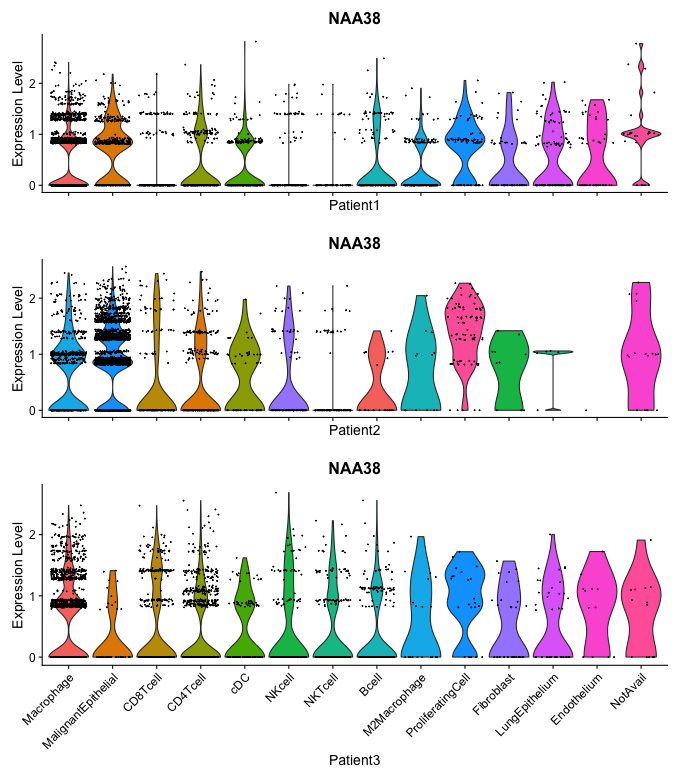 NAA38
Expression Level
2
1
0
Patient1
NAA38
Expression Level
2
1
0
Patient2
NAA38
Expression Level
2
1
0
Macrophage
MalignantEpithelial
CD8Tcell
CD4Tcell
cDC
NKcell
NKTcell
Bcell
M2Macrophage
ProliferatingCell
Fibroblast
LungEpithelium
Endothelium
NotAvail
Patient3